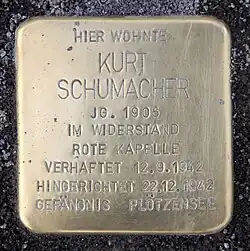 HIER WOHNTE
KURT
SCHUMACHER
JG. 1905
IM WIDERSTAND
ROTE KAPELLE
VERHAFTET 12.9.1942
HINGERICHTET 22.12.1942
GEFÄNGNIS PLÖTZENSEE